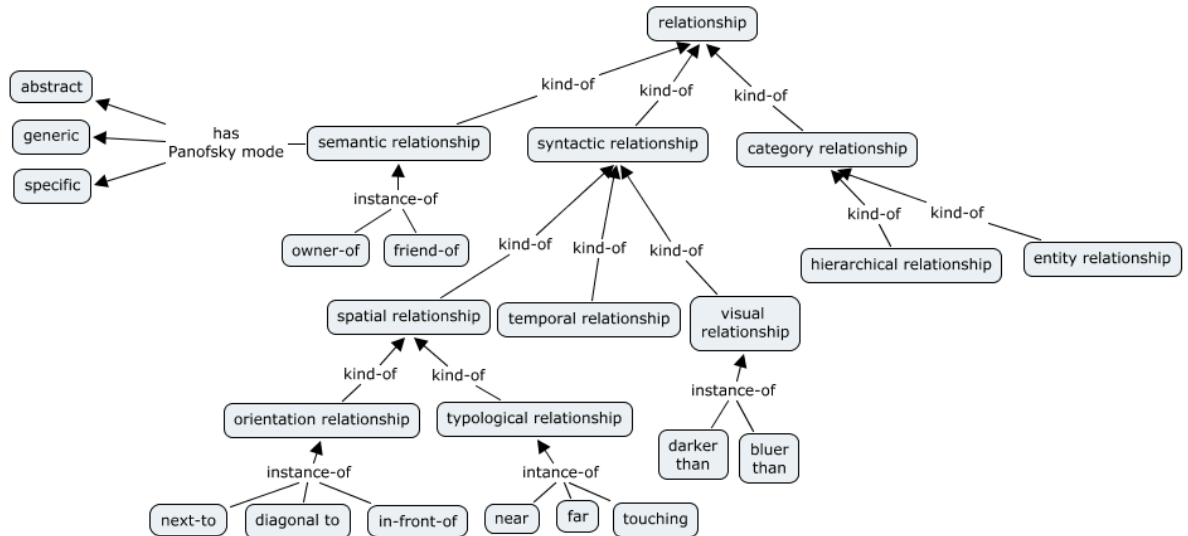 relationship
kind-of
kind-of
kind-of
abstract
generic
specific
has
Panofsky mode
semantic relationship
syntactic relationship
category relationship
instance-of
owner-of
friend-of
kind-of
kind-of
kind-of
kind-of
kind-of
hierarchical relationship
entity relationship
spatial relationship
temporal relationship
visual
relationship
kind-of
kind-of
instance-of
orientation relationship
typological relationship
darker
than
bluer
than
instance-of
intance-of
next-to
diagonal to
in-front-of
near
far
touching